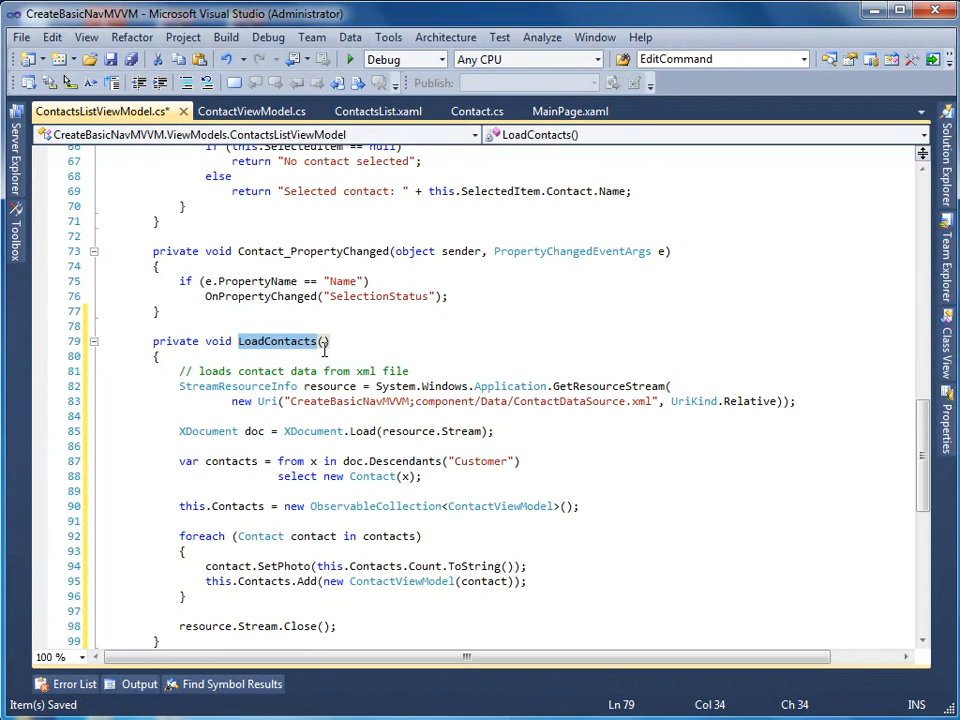 CreateBasicNavMVVM - Microsoft Visual Studio (Administrator)
File Edit View Refactor Project Build Debug Team Data Tools Architecture Test Analyze Window Help
Debug Any CPU EditCommand
Publish:
ContactsListViewModel.cs* ContactViewModel.cs ContactsList.xaml Contact.cs MainPage.xaml
CreateBasicNavMVVM.ViewModels.ContactsListViewModel LoadContacts()
Server Explorer
Toolbox
Solution Explorer
Team Explorer
Class View
Properties
66 if (this.SelectedItem == null)
67 return "No contact selected";
68 else
69 return "Selected contact: " + this.SelectedItem.Contact.Name;
70 }
71 }
72
73 private void Contact_PropertyChanged(object sender, PropertyChangedEventArgs e)
74 {
75 if (e.PropertyName == "Name")
76 OnPropertyChanged("SelectionStatus");
77 }
78
79 private void LoadContacts()
80 {
81 // loads contact data from xml file
82 StreamResourceInfo resource = System.Windows.Application.GetResourceStream(
83 new Uri("CreateBasicNavMVVM;component/Data/ContactDataSource.xml", UriKind.Relative));
84
85 XDocument doc = XDocument.Load(resource.Stream);
86
87 var contacts = from x in doc.Descendants("Customer")
88 select new Contact(x);
89
90 this.Contacts = new ObservableCollection<ContactViewModel>();
91
92 foreach (Contact contact in contacts)
93 {
94 contact.SetPhoto(this.Contacts.Count.ToString());
95 this.Contacts.Add(new ContactViewModel(contact));
96 }
97
98 resource.Stream.Close();
99 }
100 %
Error List Output Find Symbol Results
Item(s) Saved Ln 79 Col 34 Ch 34 INS